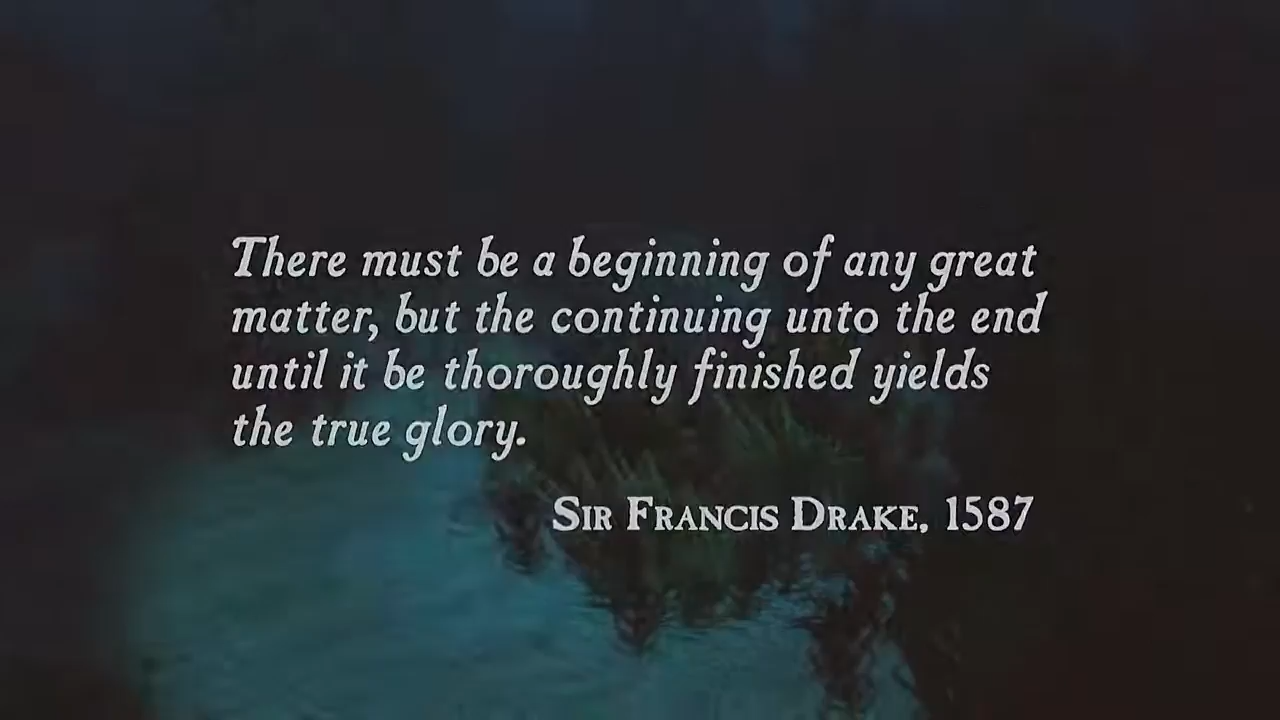 There must be a beginning of any great
matter, but the continuing unto the end
until it be thoroughly finished yields
the true glory.
Sir Francis Drake, 1587